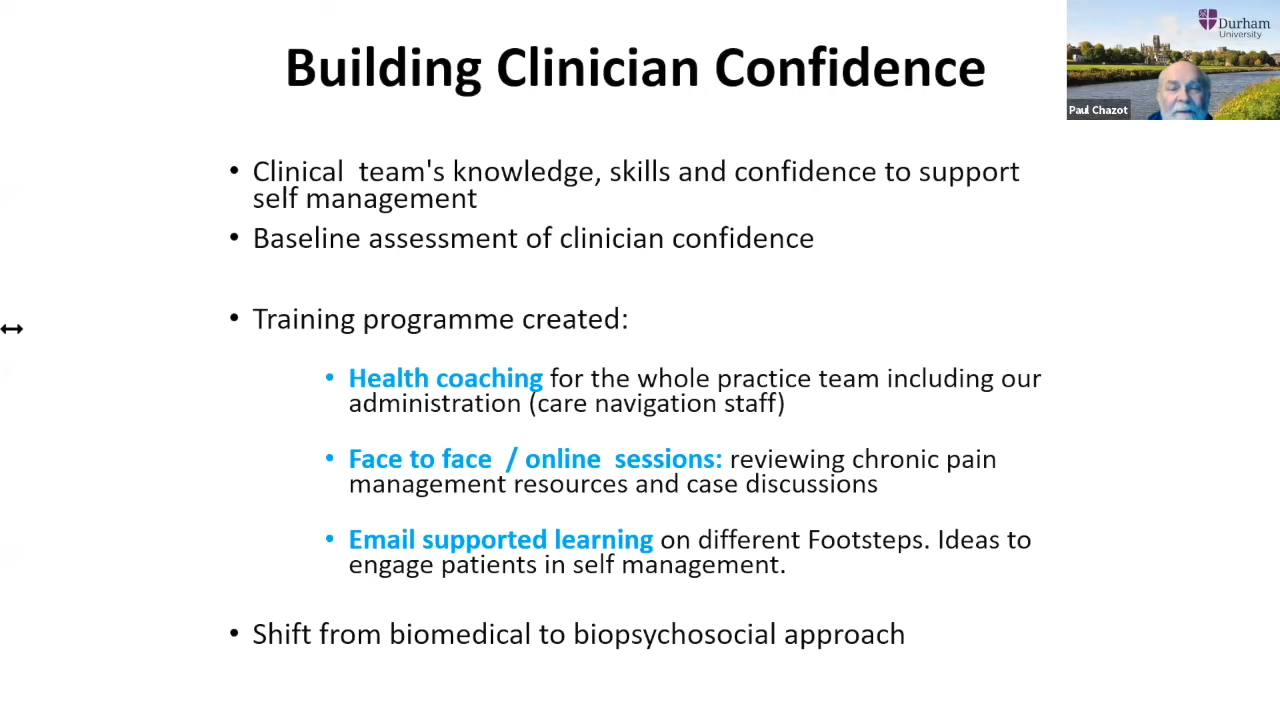 Building Clinician Confidence
Durham
University
Paul Chazot
• Clinical  team's knowledge, skills and confidence to support
self management
• Baseline assessment of clinician confidence
• Training programme created:
• Health coaching for the whole practice team including our
administration (care navigation staff)
• Face to face  / online  sessions: reviewing chronic pain
management resources and case discussions
• Email supported learning on different Footsteps. Ideas to
engage patients in self management.
• Shift from biomedical to biopsychosocial approach